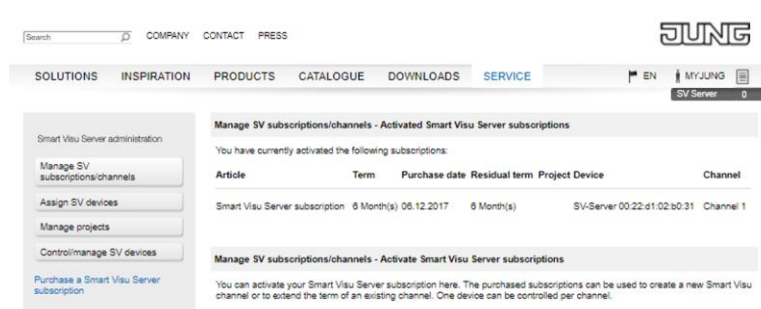 Search COMPANY CONTACT PRESS
JUNG
SOLUTIONS INSPIRATION PRODUCTS CATALOGUE DOWNLOADS SERVICE EN MYJUNG
SV Server 0
Smart Visu Server administration
Manage SV
subscriptions/channels
Assign SV devices
Manage projects
Control/manage SV devices
Purchase a Smart Visu Server
subscription
Manage SV subscriptions/channels - Activated Smart Visu Server subscriptions
You have currently activated the following subscriptions:
Article Term Purchase date Residual term Project Device Channel
Smart Visu Server subscription 6 Month(s) 06.12.2017 6 Month(s) SV-Server 00:22:d1:02:b0:31 Channel 1
Manage SV subscriptions/channels - Activate Smart Visu Server subscriptions
You can activate your Smart Visu Server subscription here. The purchased subscriptions can be used to create a new Smart Visu
channel or to extend the term of an existing channel. One device can be controlled per channel.